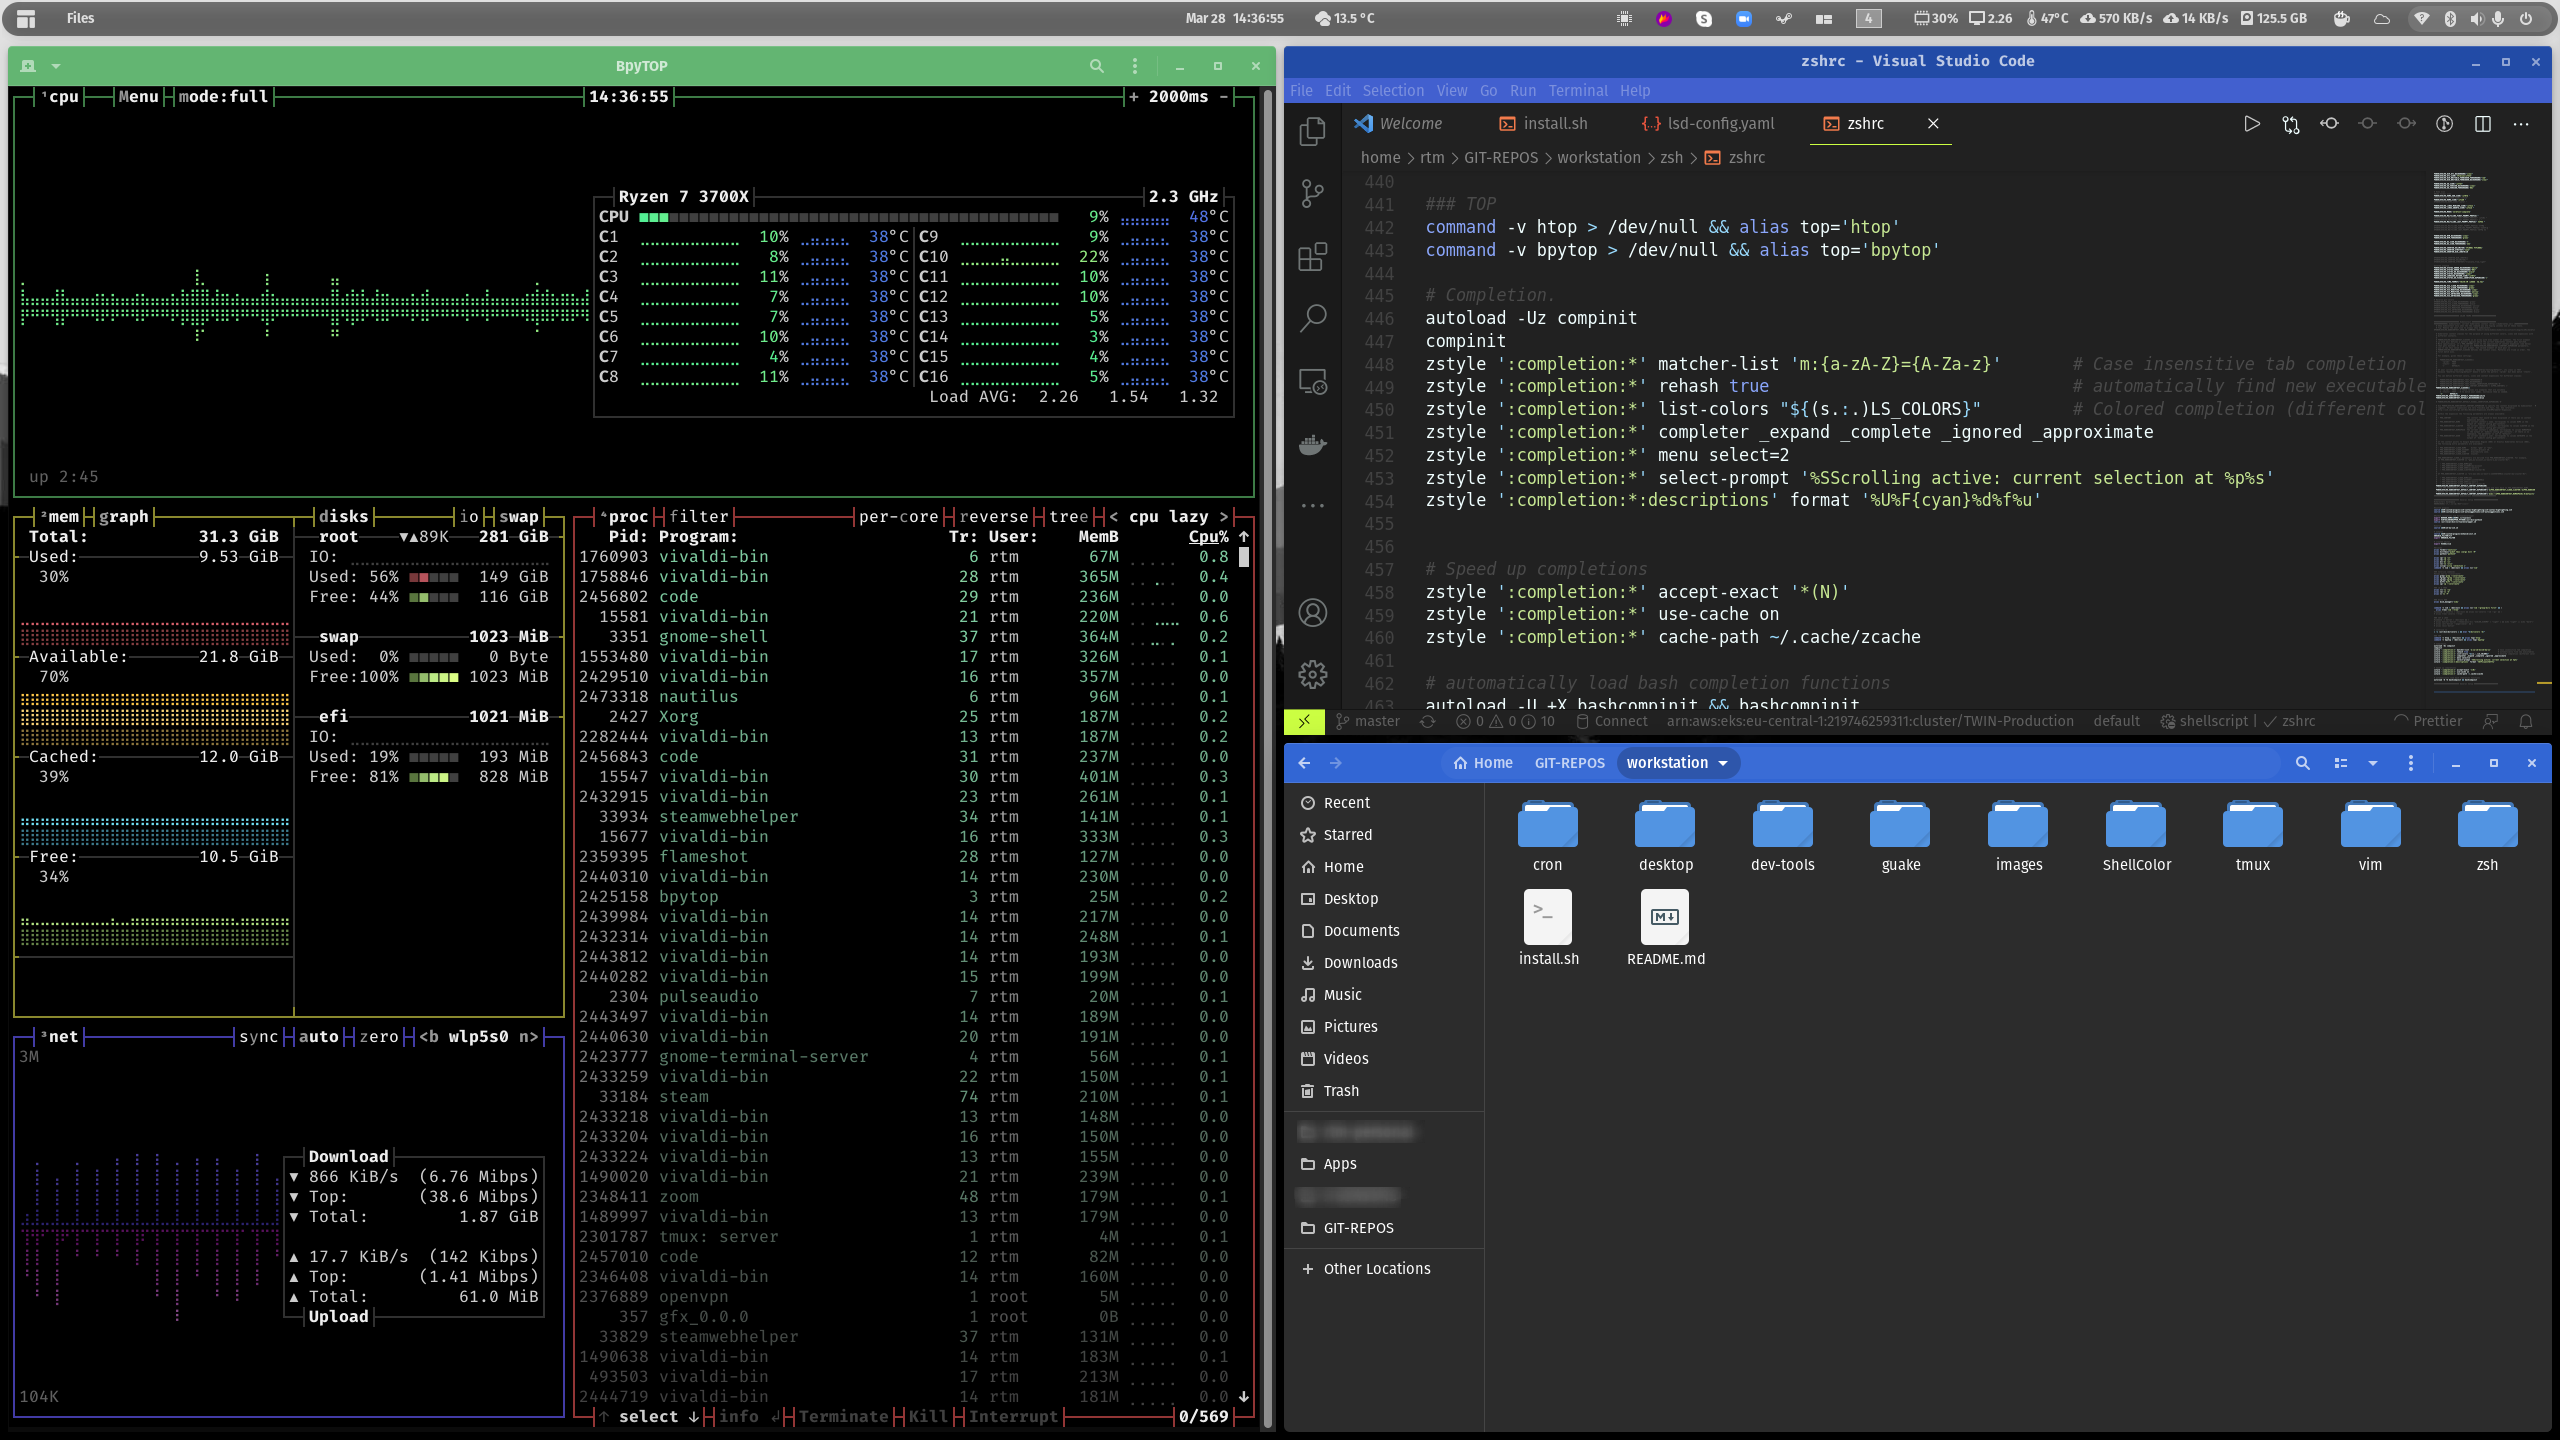 Files
Mar 28 14:36:55 13.5 °C
4 30% 2.26 47°C 570 KB/s 14 KB/s 125.5 GB
BpyTOP
¹cpu Menu mode:full 14:36:55 + 2000ms -
Ryzen 7 3700X 2.3 GHz
CPU 9% 48°C
C1 10% 38°C C9 9% 38°C
C2 8% 38°C C10 22% 38°C
C3 11% 38°C C11 10% 38°C
C4 7% 38°C C12 10% 38°C
C5 7% 38°C C13 5% 38°C
C6 10% 38°C C14 3% 38°C
C7 4% 38°C C15 4% 38°C
C8 11% 38°C C16 5% 38°C
Load AVG: 2.26 1.54 1.32
up 2:45
²mem graph disks io swap
Total: 31.3 GiB
Used: 9.53 GiB
30%
Available: 21.8 GiB
70%
Cached: 12.0 GiB
39%
Free: 10.5 GiB
34%
root ▼▲89K 281 GiB
IO:
Used: 56% 149 GiB
Free: 44% 116 GiB
swap 1023 MiB
Used: 0% 0 Byte
Free:100% 1023 MiB
efi 1021 MiB
IO:
Used: 19% 193 MiB
Free: 81% 828 MiB
³net sync auto zero <b wlp5s0 n>
3M
Download
▼ 866 KiB/s (6.76 Mibps)
▼ Top: (38.6 Mibps)
▼ Total: 1.87 GiB
▲ 17.7 KiB/s (142 Kibps)
▲ Top: (1.41 Mibps)
▲ Total: 61.0 MiB
Upload
104K
⁴proc filter per-core reverse tree < cpu lazy >
Pid: Program: Tr: User: MemB Cpu% ↑
1760903 vivaldi-bin 6 rtm 67M 0.8
1758846 vivaldi-bin 28 rtm 365M 0.4
2456802 code 29 rtm 236M 0.0
15581 vivaldi-bin 21 rtm 220M 0.6
3351 gnome-shell 37 rtm 364M 0.2
1553480 vivaldi-bin 17 rtm 326M 0.1
2429510 vivaldi-bin 16 rtm 357M 0.0
2473318 nautilus 6 rtm 96M 0.1
2427 Xorg 25 rtm 187M 0.2
2282444 vivaldi-bin 13 rtm 187M 0.2
2456843 code 31 rtm 237M 0.0
15547 vivaldi-bin 30 rtm 401M 0.3
2432915 vivaldi-bin 23 rtm 261M 0.1
33934 steamwebhelper 34 rtm 141M 0.1
15677 vivaldi-bin 16 rtm 333M 0.3
2359395 flameshot 28 rtm 127M 0.0
2440310 vivaldi-bin 14 rtm 230M 0.0
2425158 bpytop 3 rtm 25M 0.2
2439984 vivaldi-bin 14 rtm 217M 0.0
2432314 vivaldi-bin 14 rtm 248M 0.1
2443812 vivaldi-bin 14 rtm 193M 0.0
2440282 vivaldi-bin 15 rtm 199M 0.0
2304 pulseaudio 7 rtm 20M 0.1
2443497 vivaldi-bin 14 rtm 189M 0.0
2440630 vivaldi-bin 20 rtm 191M 0.0
2423777 gnome-terminal-server 4 rtm 56M 0.1
2433259 vivaldi-bin 22 rtm 150M 0.1
33184 steam 74 rtm 210M 0.1
2433218 vivaldi-bin 13 rtm 148M 0.0
2433204 vivaldi-bin 16 rtm 150M 0.0
2433224 vivaldi-bin 13 rtm 155M 0.0
1490020 vivaldi-bin 21 rtm 239M 0.0
2348411 zoom 48 rtm 179M 0.1
1489997 vivaldi-bin 13 rtm 179M 0.0
2301787 tmux: server 1 rtm 4M 0.1
2457010 code 12 rtm 82M 0.0
2346408 vivaldi-bin 14 rtm 160M 0.0
2376889 openvpn 1 root 5M 0.0
357 gfx_0.0.0 1 root 0B 0.0
33829 steamwebhelper 37 rtm 131M 0.0
1490638 vivaldi-bin 14 rtm 183M 0.1
493503 vivaldi-bin 17 rtm 213M 0.0
2444719 vivaldi-bin 14 rtm 181M 0.0 ↓
↑ select ↓ info ↲ Terminate Kill Interrupt 0/569
zshrc - Visual Studio Code
File Edit Selection View Go Run Terminal Help
Welcome install.sh lsd-config.yaml zshrc
home > rtm > GIT-REPOS > workstation > zsh > zshrc
440
441 ### TOP
442 command -v htop > /dev/null && alias top='htop'
443 command -v bpytop > /dev/null && alias top='bpytop'
444
445 # Completion.
446 autoload -Uz compinit
447 compinit
448 zstyle ':completion:*' matcher-list 'm:{a-zA-Z}={A-Za-z}' # Case insensitive tab completion
449 zstyle ':completion:*' rehash true # automatically find new executable
450 zstyle ':completion:*' list-colors "${(s.:.)LS_COLORS}" # Colored completion (different col
451 zstyle ':completion:*' completer _expand _complete _ignored _approximate
452 zstyle ':completion:*' menu select=2
453 zstyle ':completion:*' select-prompt '%SScrolling active: current selection at %p%s'
454 zstyle ':completion:*:descriptions' format '%U%F{cyan}%d%f%u'
455
456
457 # Speed up completions
458 zstyle ':completion:*' accept-exact '*(N)'
459 zstyle ':completion:*' use-cache on
460 zstyle ':completion:*' cache-path ~/.cache/zcache
461
462 # automatically load bash completion functions
463 autoload -U +X bashcompinit && bashcompinit
master 0 0 10 Connect arn:aws:eks:eu-central-1:219746259311:cluster/TWIN-Production default shellscript | ✓ zshrc Prettier
Home GIT-REPOS workstation
Recent
Starred
Home
Desktop
Documents
Downloads
Music
Pictures
Videos
Trash
Apps
GIT-REPOS
+ Other Locations
cron desktop dev-tools guake images ShellColor tmux vim zsh
install.sh README.md